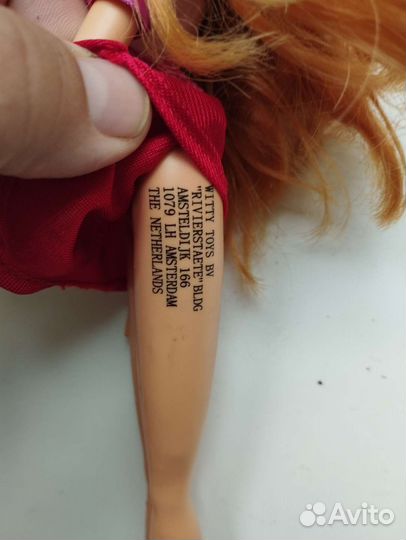 WITTY TOYS BV
"RIVIERSTAETE" BLDG
AMSTELDIJK 166
1079 LH AMSTERDAM
THE NETHERLANDS
Avito